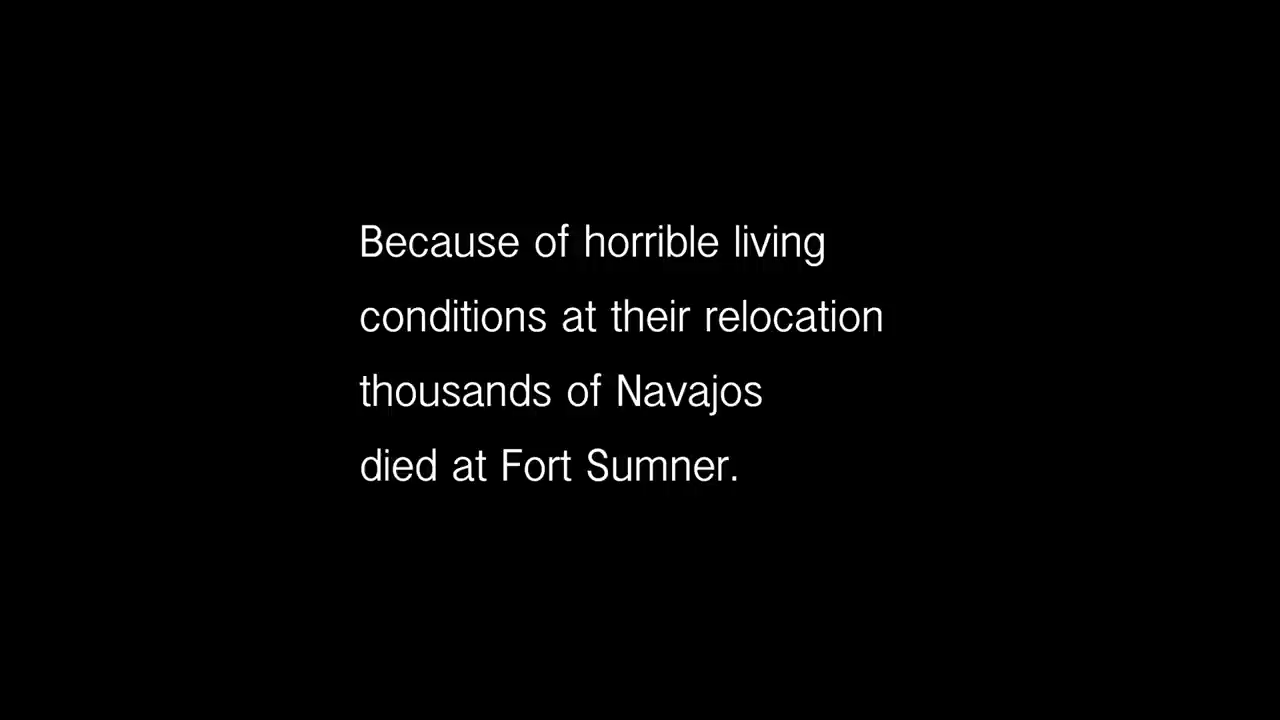 Because of horrible living
conditions at their relocation
thousands of Navajos
died at Fort Sumner.